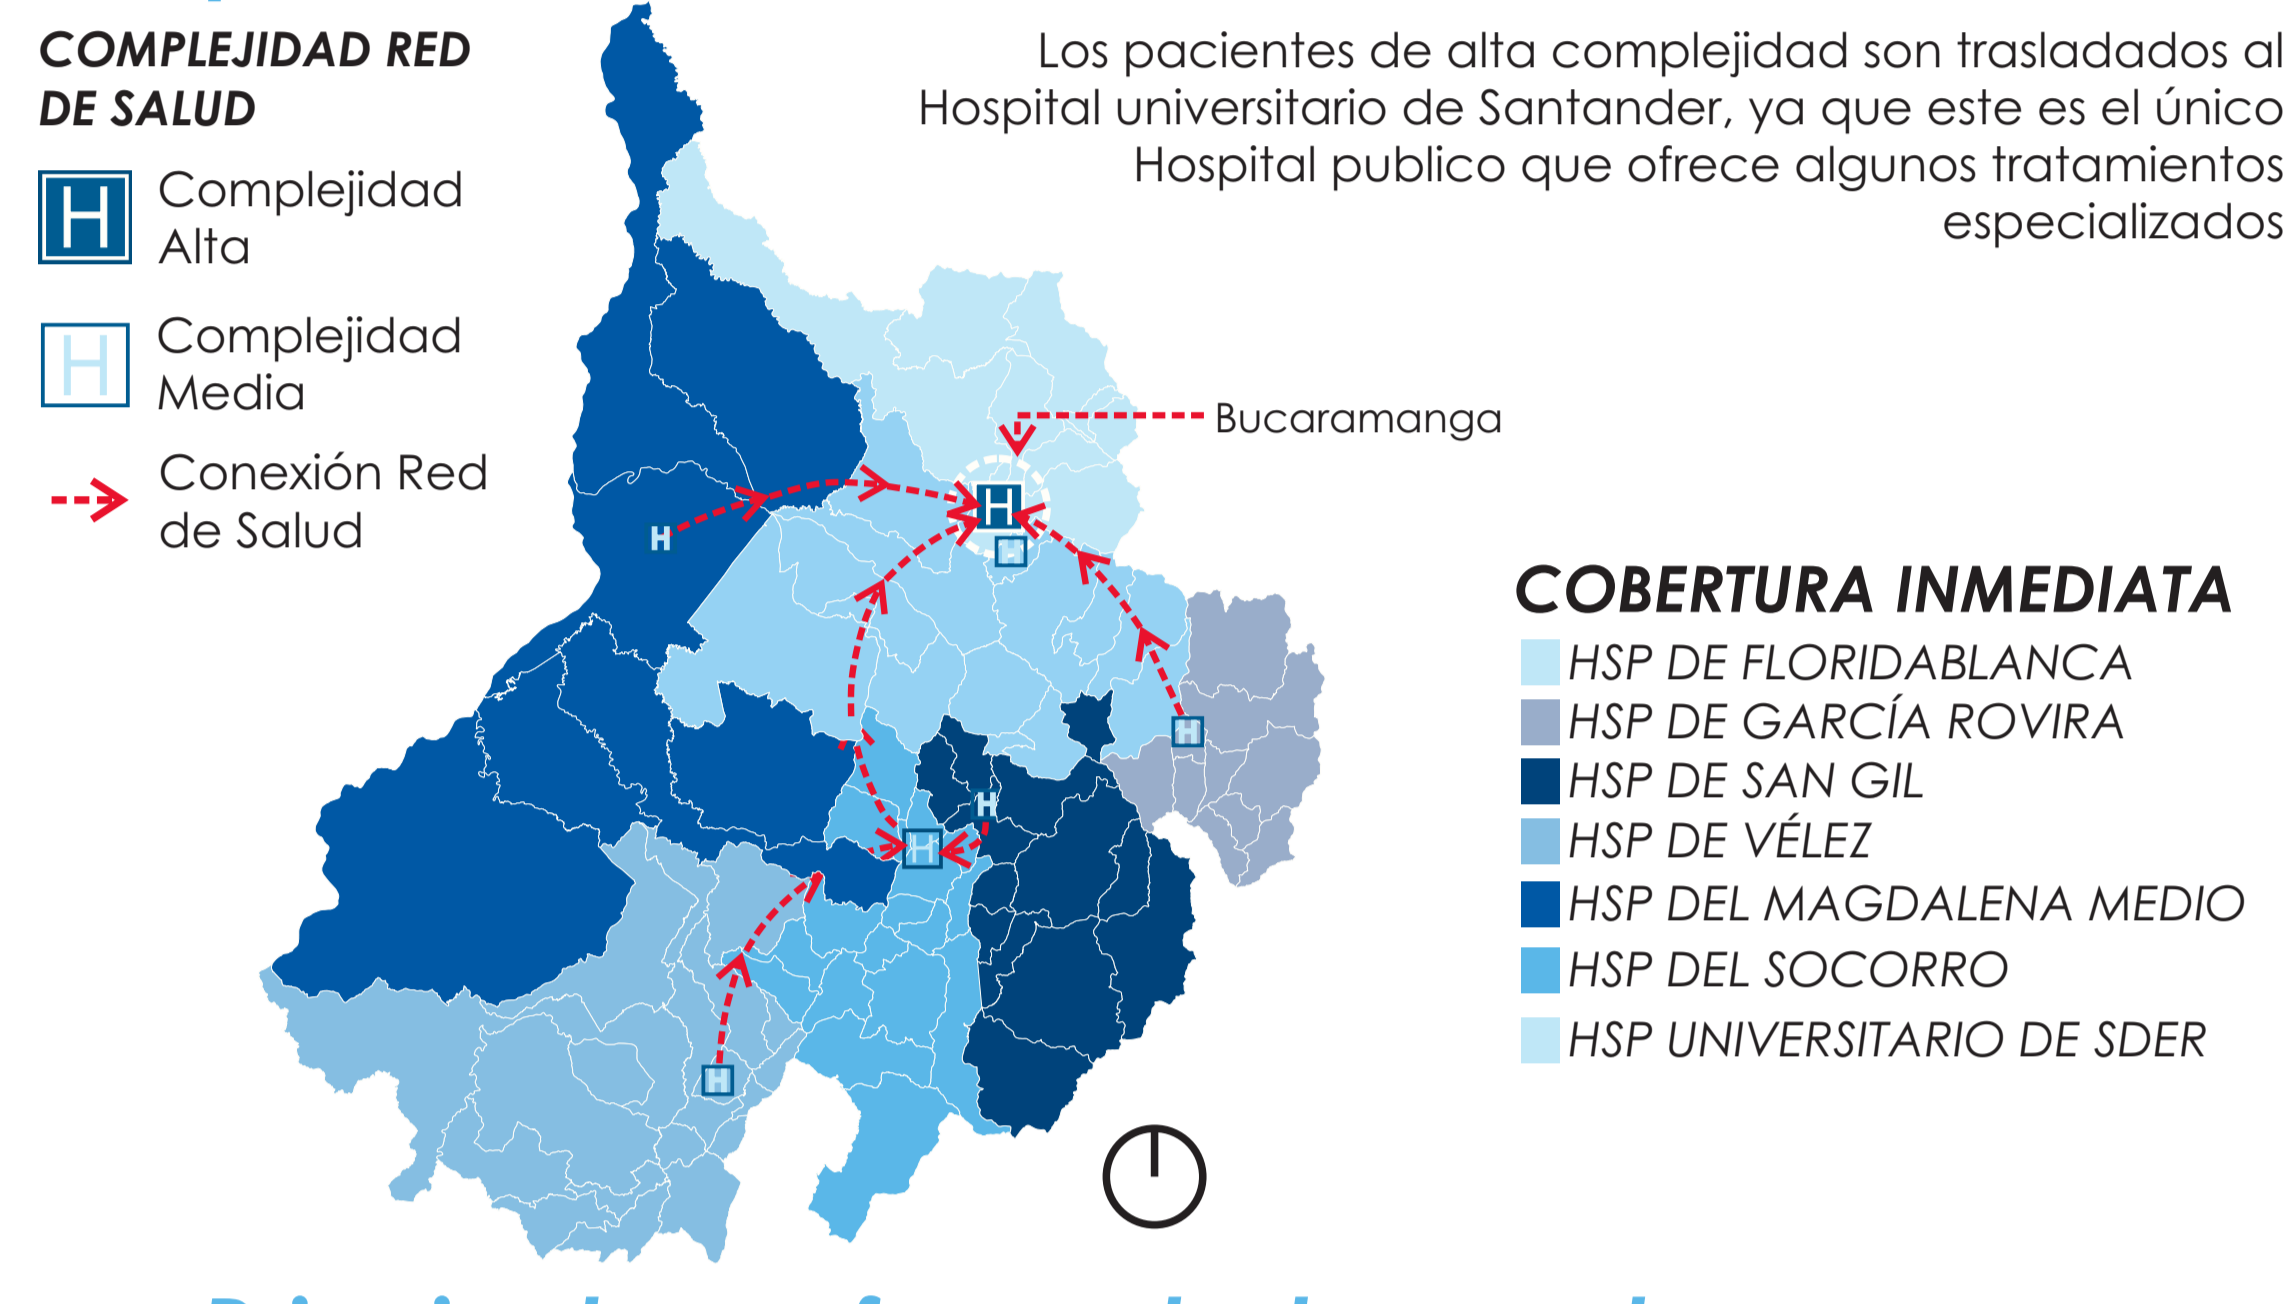 COMPLEJIDAD RED
DE SALUD
H Complejidad
Alta
H Complejidad
Media
Conexión Red
de Salud
Los pacientes de alta complejidad son trasladados al
Hospital universitario de Santander, ya que este es el único
Hospital publico que ofrece algunos tratamientos
especializados
Bucaramanga
H
H
H
H
H
H
H
COBERTURA INMEDIATA
HSP DE FLORIDABLANCA
HSP DE GARCÍA ROVIRA
HSP DE SAN GIL
HSP DE VÉLEZ
HSP DEL MAGDALENA MEDIO
HSP DEL SOCORRO
HSP UNIVERSITARIO DE SDER